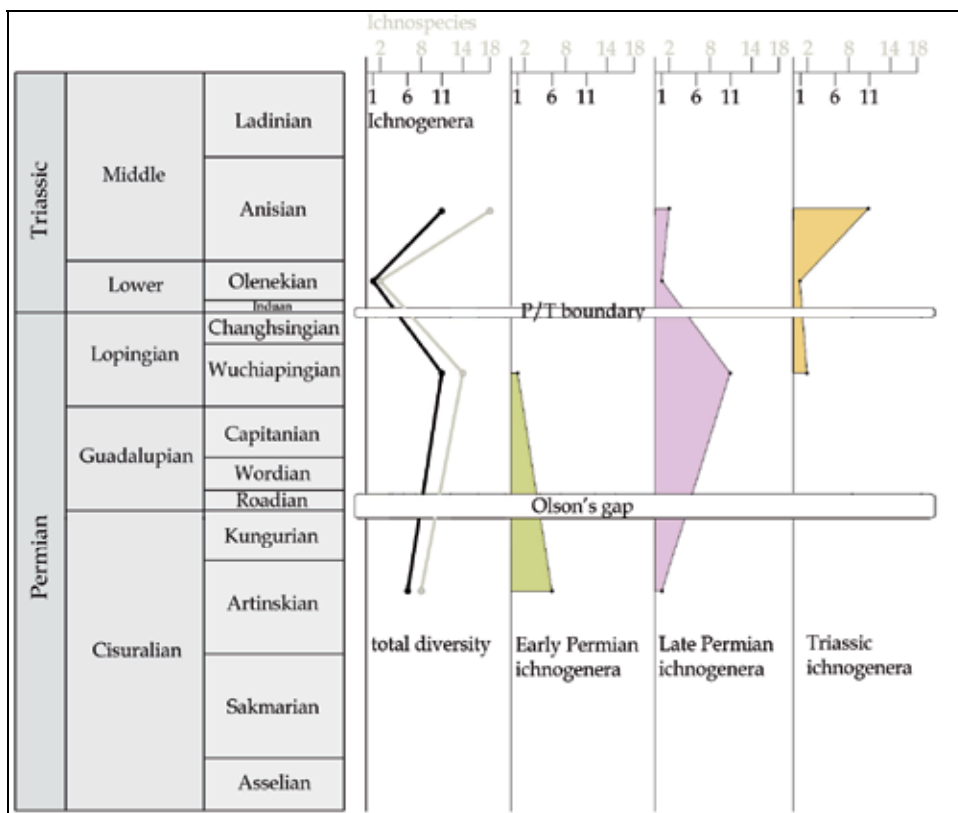 Ichnospecies
2 8 14 18 2 8 14 18 2 8 14 18 2 8 14 18
1 6 11 1 6 11 1 6 11 1 6 11
Ichnogenera
Triassic
Middle
Ladinian
Anisian
Lower
Olenekian
Induan
P/T boundary
Permian
Lopingian
Changhsingian
Wuchiapingian
Guadalupian
Capitanian
Wordian
Roadian
Olson's gap
Cisuralian
Kungurian
Artinskian
Sakmarian
Asselian
total diversity
Early Permian
ichnogenera
Late Permian
ichnogenera
Triassic
ichnogenera